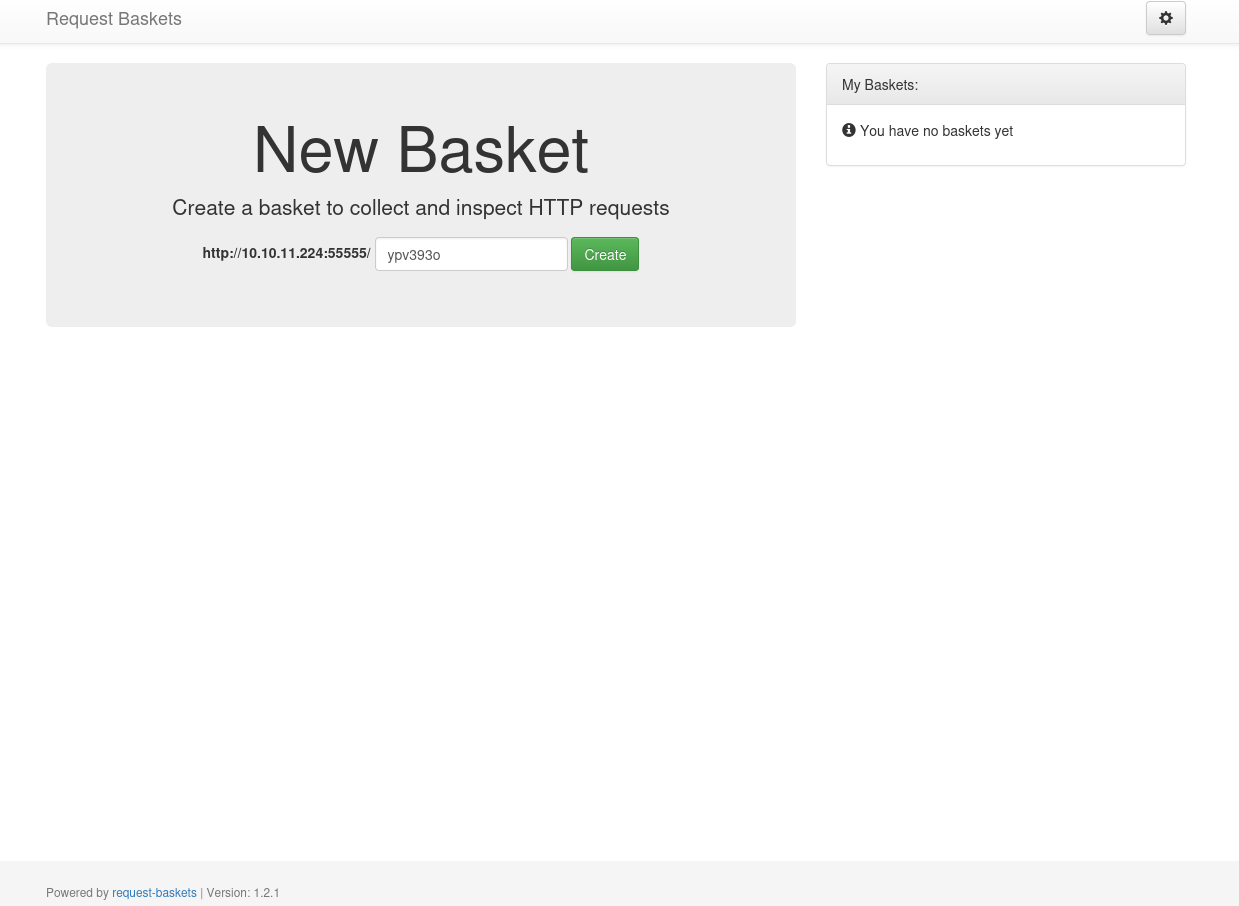 Request Baskets
New Basket
Create a basket to collect and inspect HTTP requests
http://10.10.11.224:55555/ ypv393o Create
My Baskets:
You have no baskets yet
Powered by request-baskets | Version: 1.2.1